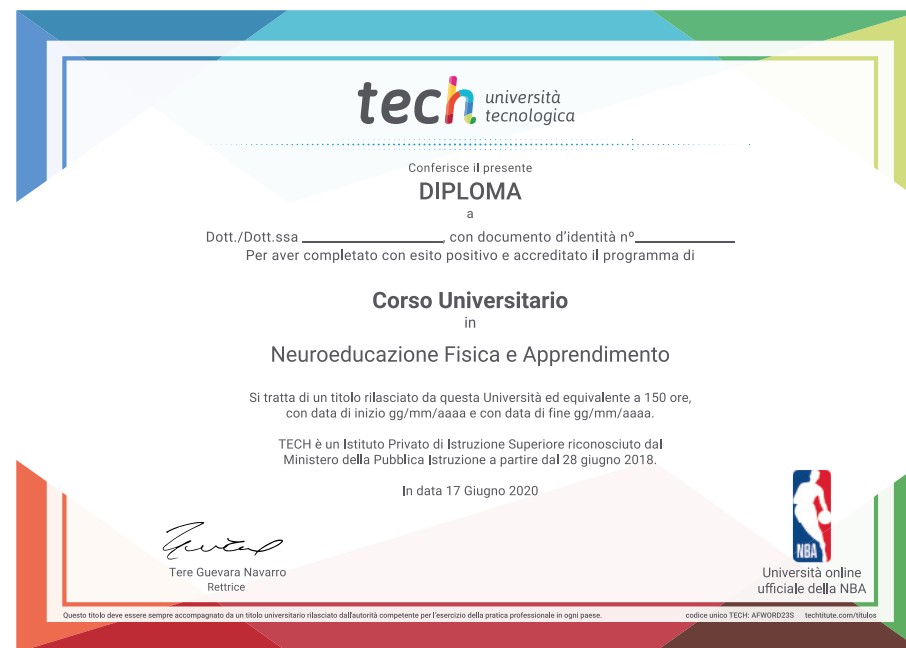 tech università
tecnologica
Conferisce il presente
DIPLOMA
a
Dott./Dott.ssa ____________________, con documento d'identità nº______________
Per aver completato con esito positivo e accreditato il programma di
Corso Universitario
in
Neuroeducazione Fisica e Apprendimento
Si tratta di un titolo rilasciato da questa Università ed equivalente a 150 ore,
con data di inizio gg/mm/aaaa e con data di fine gg/mm/aaaa.
TECH è un Istituto Privato di Istruzione Superiore riconosciuto dal
Ministero della Pubblica Istruzione a partire dal 28 giugno 2018.
In data 17 Giugno 2020
Tere Guevara Navarro
Rettrice
NBA
Università online
ufficiale della NBA
Questo titolo deve essere sempre accompagnato da un titolo universitario rilasciato dall'autorità competente per l'esercizio della pratica professionale in ogni paese.
codice unico TECH: AFWORD23S techtitute.com/titulos